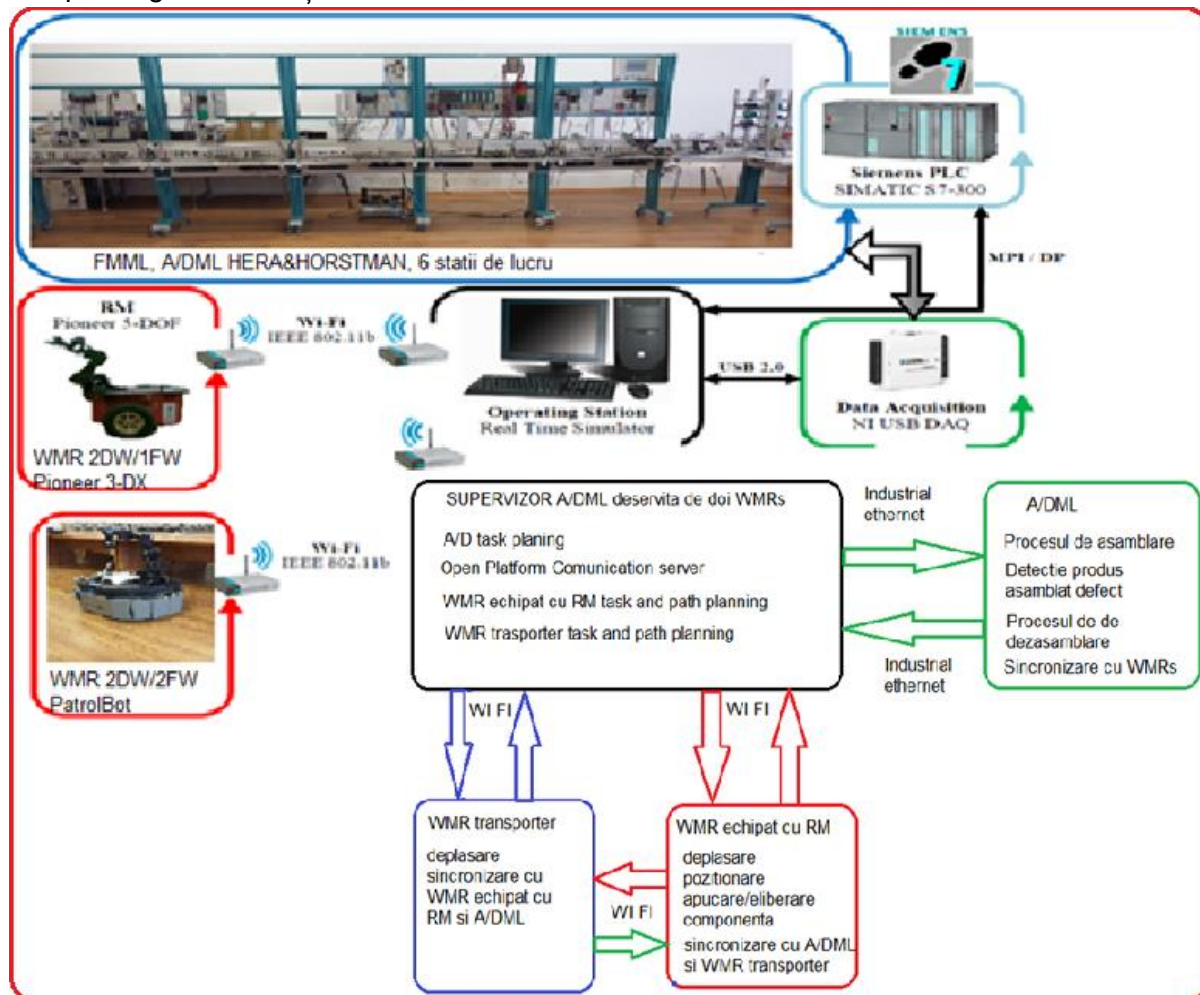 SIEMENS
7
Siemens PLC
SIMATIC S7-300
FMML, A/DML HERA&HORSTMAN, 6 statii de lucru
MPI / DP
RM
Pioneer 5-DOF
Wi-Fi
IEEE 802.11b
WMR 2DW/1FW
Pioneer 3-DX
Operating Station
Real Time Simulator
USB 2.0
Data Acquisition
NI USB DAQ
WMR 2DW/2FW
PatrolBot
Wi-Fi
IEEE 802.11b
SUPERVIZOR A/DML deservita de doi WMRs
A/D task planing
Open Platform Comunication server
WMR echipat cu RM task and path planning
WMR trasporter task and path planning
Industrial
ethernet
Industrial
ethernet
A/DML
Procesul de asamblare
Detectie produs
asamblat defect
Procesul de de
dezasamblare
Sincronizare cu WMRs
WI FI
WI FI
WMR transporter
deplasare
sincronizare cu
WMR echipat cu
RM si A/DML
WI FI
WMR echipat cu RM
deplasare
pozitionare
apucare/eliberare
componenta
sincronizare cu A/DML
si WMR transporter